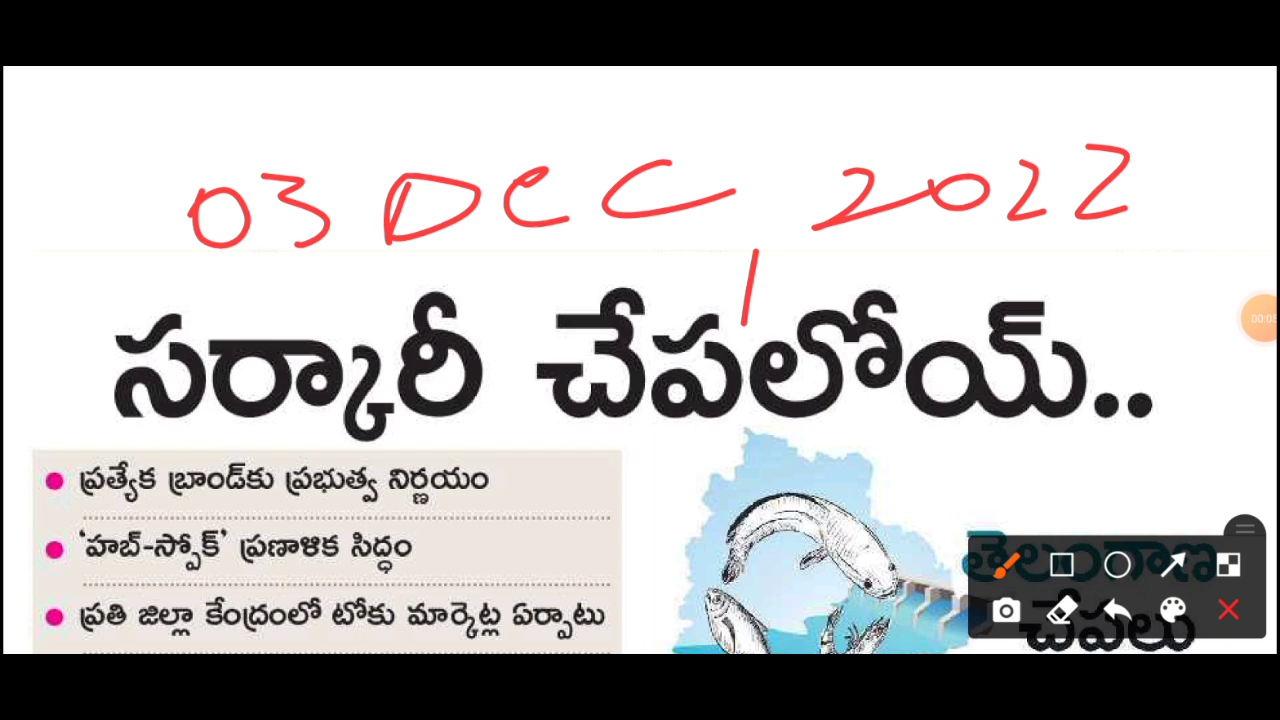 03 DEC, 2022
సర్కారీ చేపలోయ్..
ప్రత్యేక బ్రాండ్‌కు ప్రభుత్వ నిర్ణయం
'హబ్-స్పోక్' ప్రణాళిక సిద్ధం
ప్రతి జిల్లా కేంద్రంలో టోకు మార్కెట్ల ఏర్పాటు
తెలంగాణ
చేపలు